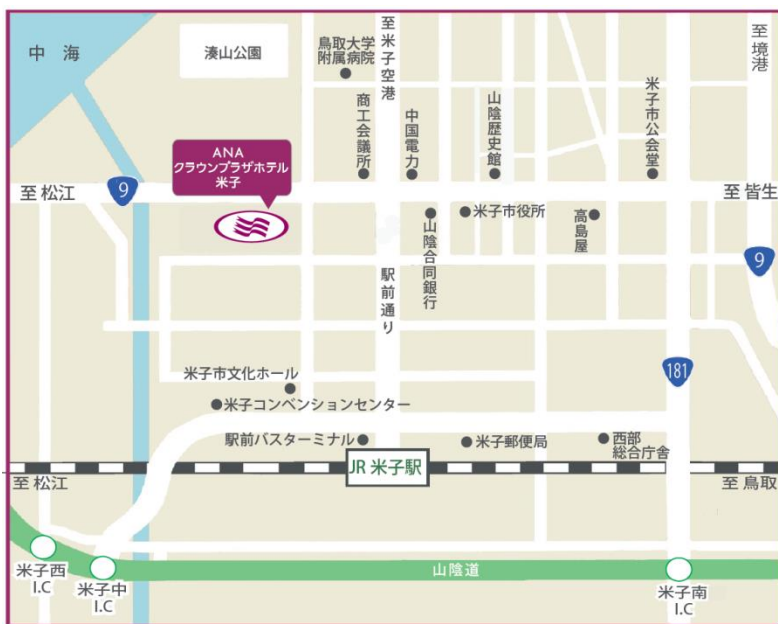 中海
湊山公園
鳥取大学
附属大病院
至米子空港
至境港
商工会議所
中国電力
山陰歴史館
米子市公会堂
ANA
クラウンプラザホテル
米子
至松江
9
至皆生
米子市役所
高島屋
山陰合同銀行
9
駅前通り
米子市文化ホール
181
米子コンベンションセンター
駅前バスターミナル
米子郵便局
西部
総合庁舎
JR 米子駅
至松江
至鳥取
山陰道
米子西
I.C
米子中
I.C
米子南
I.C